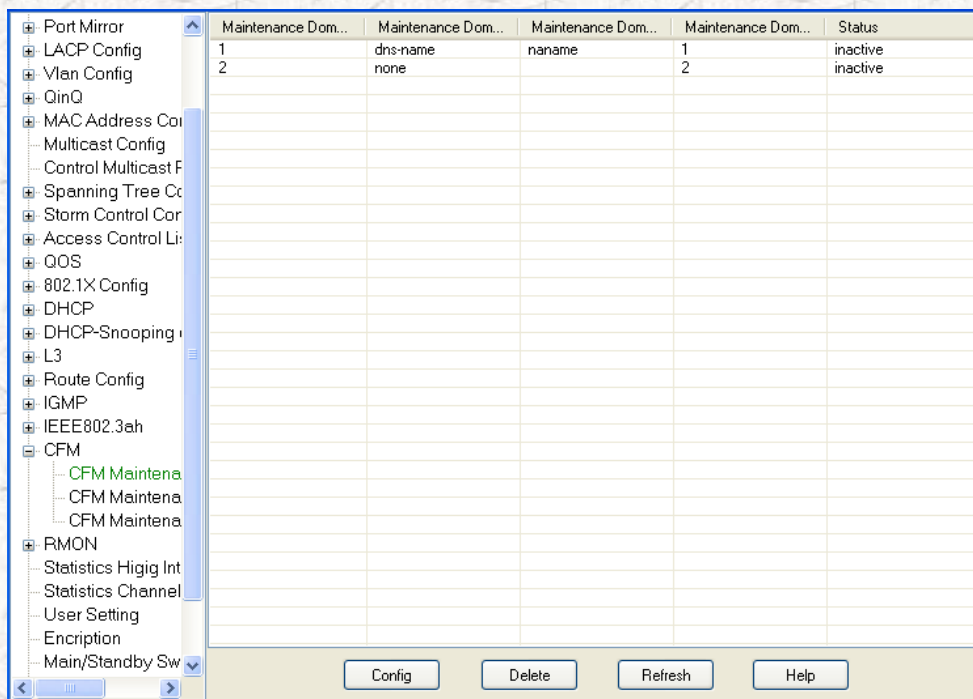 Port Mirror
LACP Config
Vlan Config
QinQ
MAC Address Co
Multicast Config
Control Multicast
Spanning Tree Co
Storm Control Con
Access Control Li
QOS
802.1X Config
DHCP
DHCP-Snooping
L3
Route Config
IGMP
IEEE802.3ah
CFM
CFM Maintena
CFM Maintena
CFM Maintena
RMON
Statistics Higig Int
Statistics Channel
User Setting
Encription
Main/Standby Sw
Maintenance Dom... Maintenance Dom... Maintenance Dom... Maintenance Dom... Status
1 dns-name naname 1 inactive
2 none 2 inactive
Config Delete Refresh Help